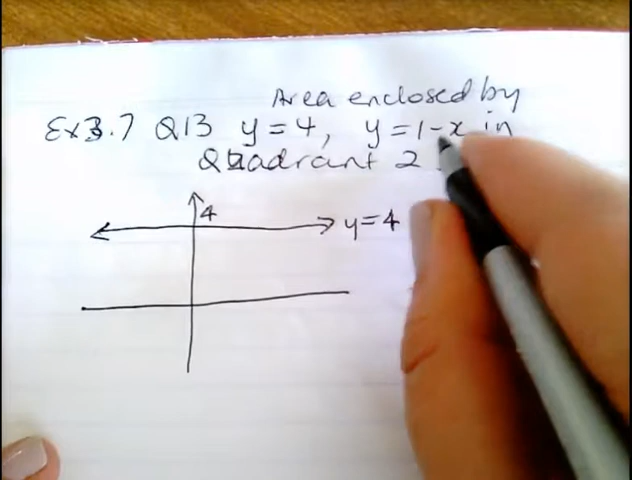 Area enclosed by
Ex3.7 Q13 y=4, y=1-x in
Quadrant 2
4
y=4